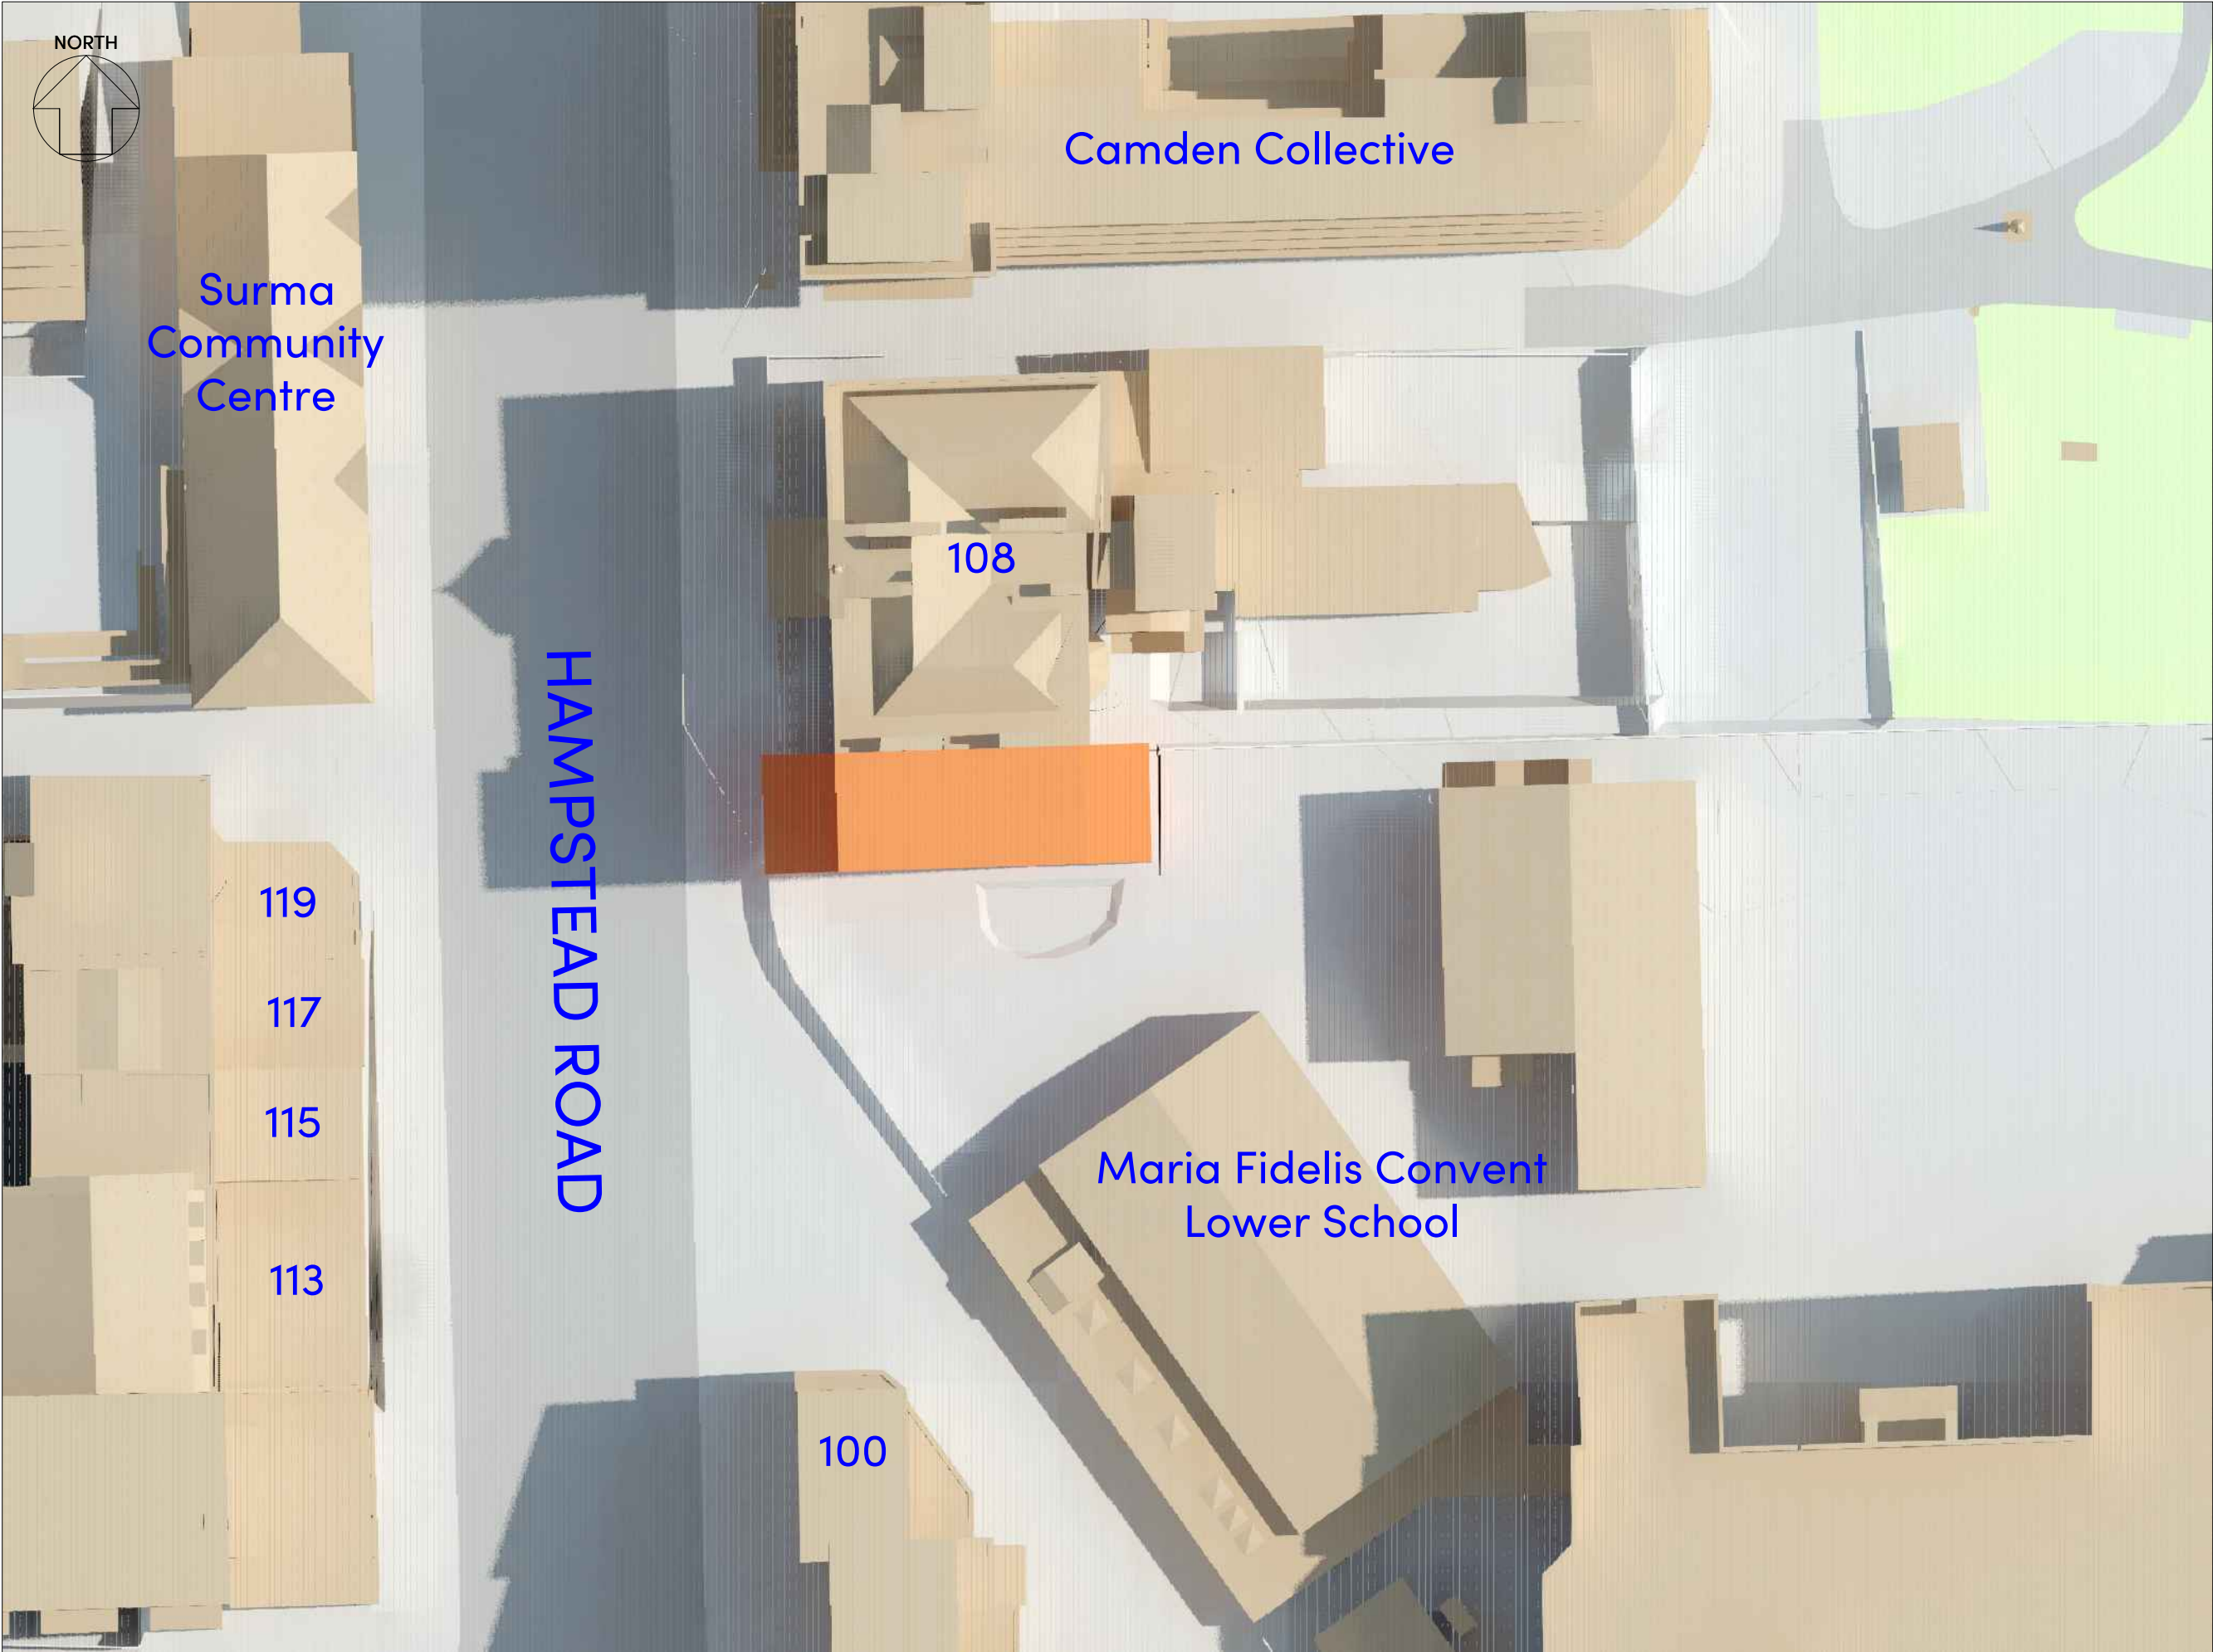 NORTH
Camden Collective
Surma
Community
Centre
108
HAMPSTEAD ROAD
119
117
115
Maria Fidelis Convent
Lower School
113
100